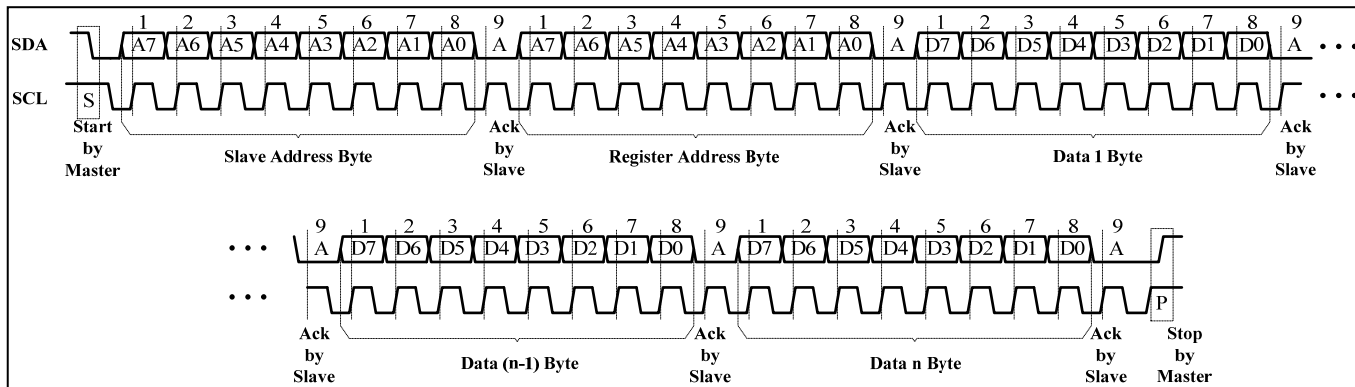 1 2 3 4 5 6 7 8 9 1 2 3 4 5 6 7 8 9 1 2 3 4 5 6 7 8 9
SDA A7 A6 A5 A4 A3 A2 A1 A0 A A7 A6 A5 A4 A3 A2 A1 A0 A D7 D6 D5 D4 D3 D2 D1 D0 A • • •
SCL S • • •
Start by Master Slave Address Byte Ack by Slave Register Address Byte Ack by Slave Data 1 Byte Ack by Slave
9 1 2 3 4 5 6 7 8 9 1 2 3 4 5 6 7 8 9
• • • A D7 D6 D5 D4 D3 D2 D1 D0 A D7 D6 D5 D4 D3 D2 D1 D0 A
• • • P
Ack by Slave Data (n-1) Byte Ack by Slave Data n Byte Ack by Slave Stop by Master